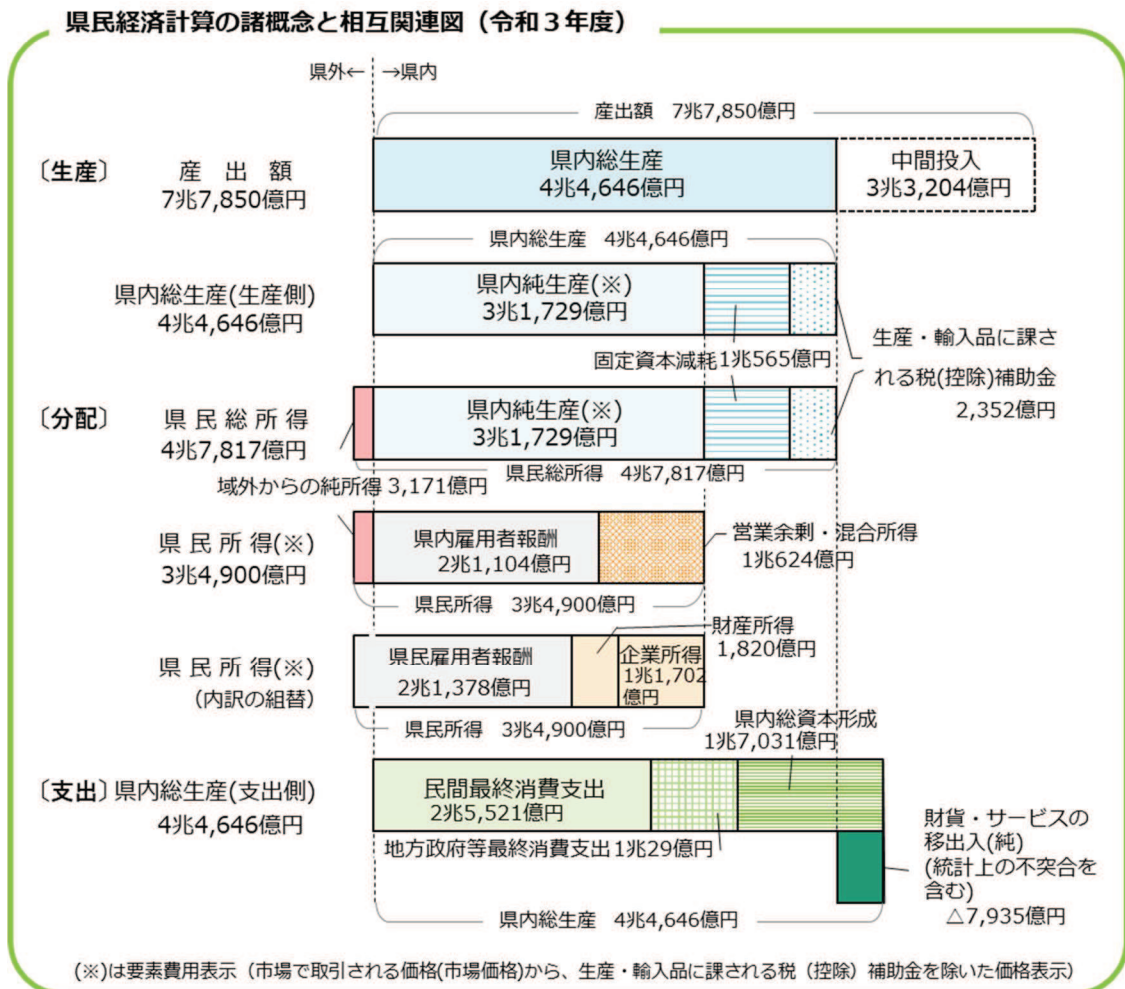 県民経済計算の諸概念と相互関連図（令和３年度）
県外← →県内
産出額 7兆7,850億円
〔生産〕
産 出 額
7兆7,850億円
県内総生産
4兆4,646億円
中間投入
3兆3,204億円
県内総生産 4兆4,646億円
県内総生産(生産側)
4兆4,646億円
県内純生産(※)
3兆1,729億円
固定資本減耗1兆565億円
生産・輸入品に課さ
れる税(控除)補助金
2,352億円
〔分配〕
県 民 総 所 得
4兆7,817億円
県内純生産(※)
3兆1,729億円
県民総所得 4兆7,817億円
域外からの純所得 3,171億円
県 民 所 得(※)
3兆4,900億円
県内雇用者報酬
2兆1,104億円
営業余剰・混合所得
1兆624億円
県民所得 3兆4,900億円
県 民 所 得(※)
(内訳の組替)
県民雇用者報酬
2兆1,378億円
財産所得
1,820億円
企業所得
1兆1,702
億円
県民所得 3兆4,900億円
県内総資本形成
1兆7,031億円
〔支出〕
県内総生産(支出側)
4兆4,646億円
民間最終消費支出
2兆5,521億円
地方政府等最終消費支出1兆29億円
財貨・サービスの
移出入(純)
(統計上の不突合を
含む)
△7,935億円
県内総生産 4兆4,646億円
(※)は要素費用表示（市場で取引される価格(市場価格)から、生産・輸入品に課される税（控除）補助金を除いた価格表示）